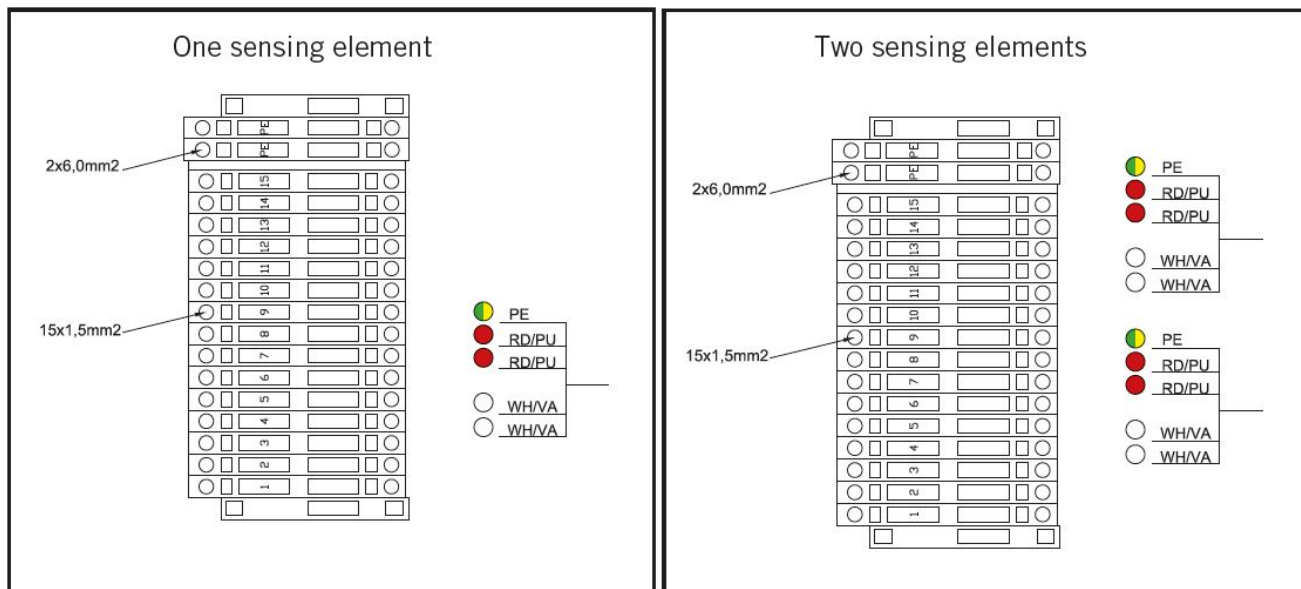 One sensing element
PE
PE
2x6,0mm2
15
14
13
12
11
10
15x1,5mm2
9
8
7
6
5
4
3
2
1
PE
RD/PU
RD/PU
WH/VA
WH/VA
Two sensing elements
PE
PE
2x6,0mm2
15
14
13
12
11
10
15x1,5mm2
9
8
7
6
5
4
3
2
1
PE
RD/PU
RD/PU
WH/VA
WH/VA
PE
RD/PU
RD/PU
WH/VA
WH/VA